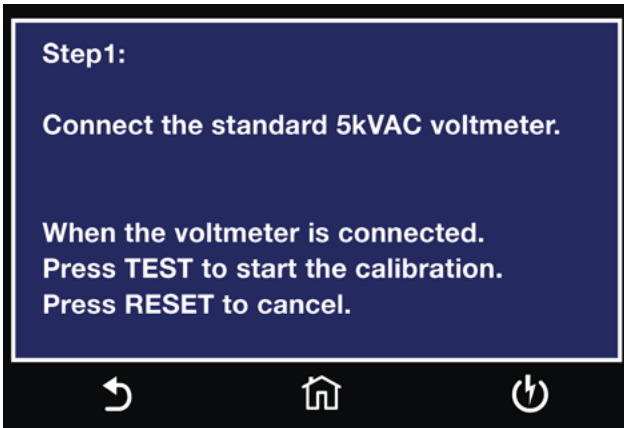 Step1:
Connect the standard 5kVAC voltmeter.
When the voltmeter is connected.
Press TEST to start the calibration.
Press RESET to cancel.